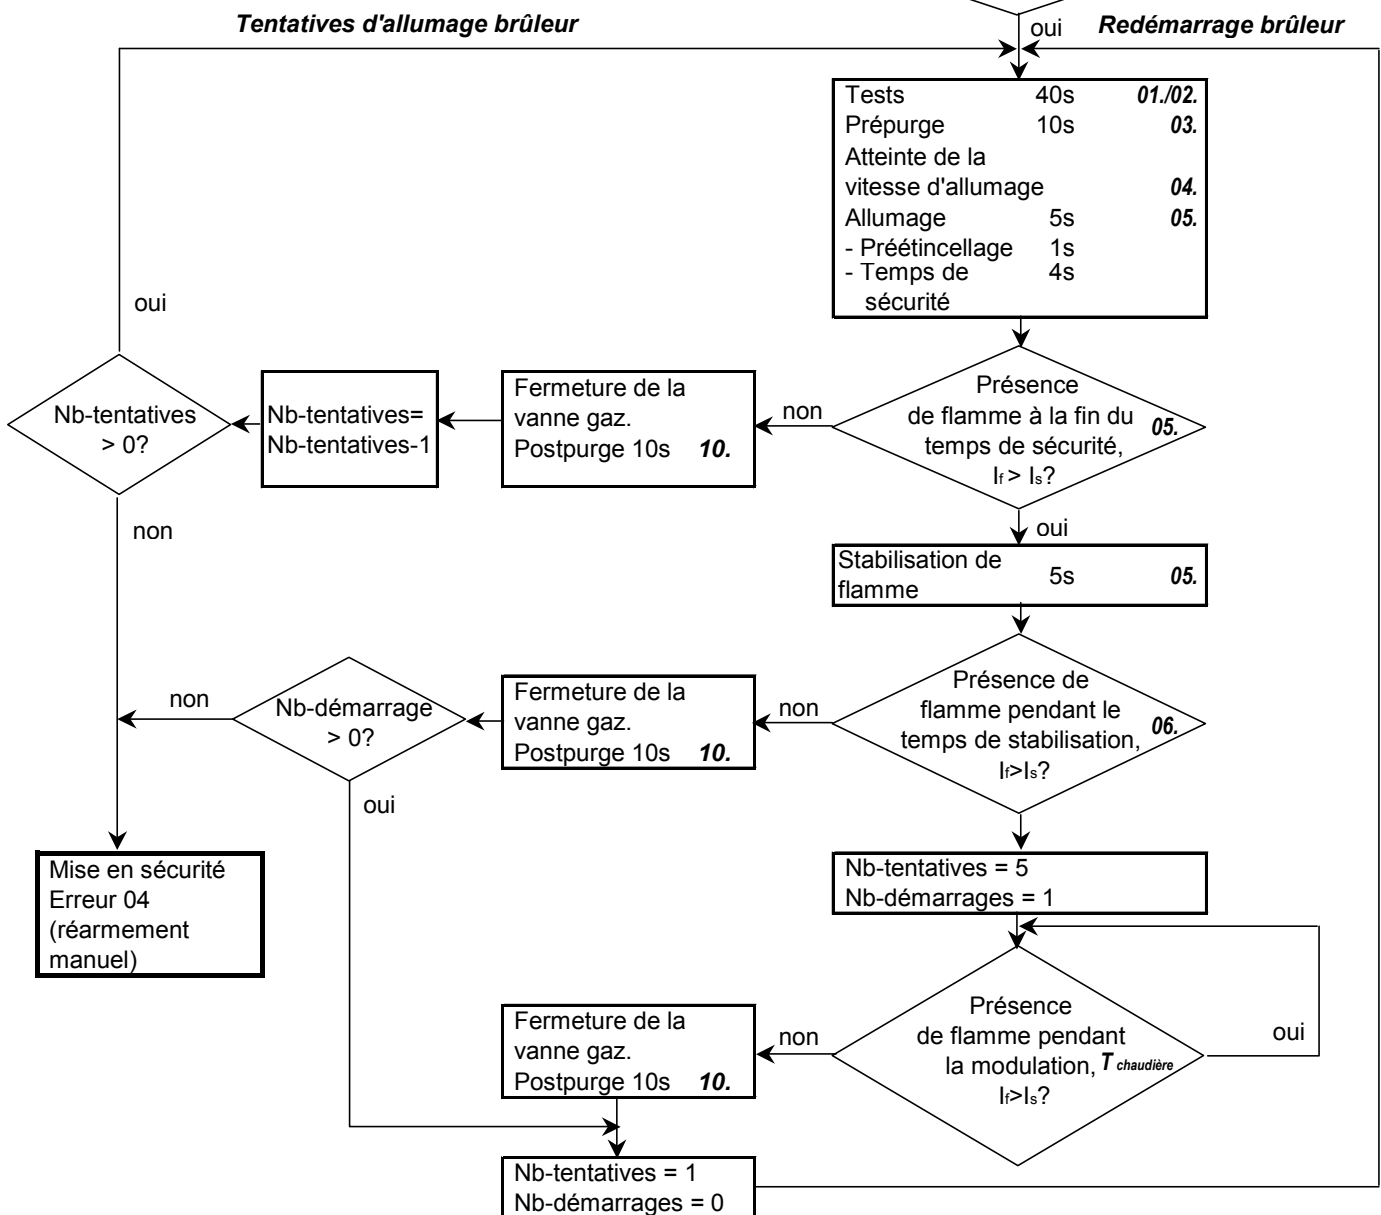 Tentatives d'allumage brûleur
oui
Redémarrage brûleur
Tests 40s 01./02.
Prépurge 10s 03.
Atteinte de la
vitesse d'allumage 04.
Allumage 5s 05.
- Préétincellage 1s
- Temps de 4s
sécurité
oui
Nb-tentatives
> 0?
Nb-tentatives=
Nb-tentatives-1
Fermeture de la
vanne gaz.
Postpurge 10s 10.
non
Présence
de flamme à la fin du
temps de sécurité, 05.
If > Is?
non
oui
Stabilisation de
flamme 5s 05.
non
Nb-démarrage
> 0?
Fermeture de la
vanne gaz.
Postpurge 10s 10.
non
Présence de
flamme pendant le
temps de stabilisation, 06.
If>Is?
oui
Mise en sécurité
Erreur 04
(réarmement
manuel)
Nb-tentatives = 5
Nb-démarrages = 1
Fermeture de la
vanne gaz.
Postpurge 10s 10.
non
Présence
de flamme pendant
la modulation, T chaudière
If>Is?
oui
Nb-tentatives = 1
Nb-démarrages = 0